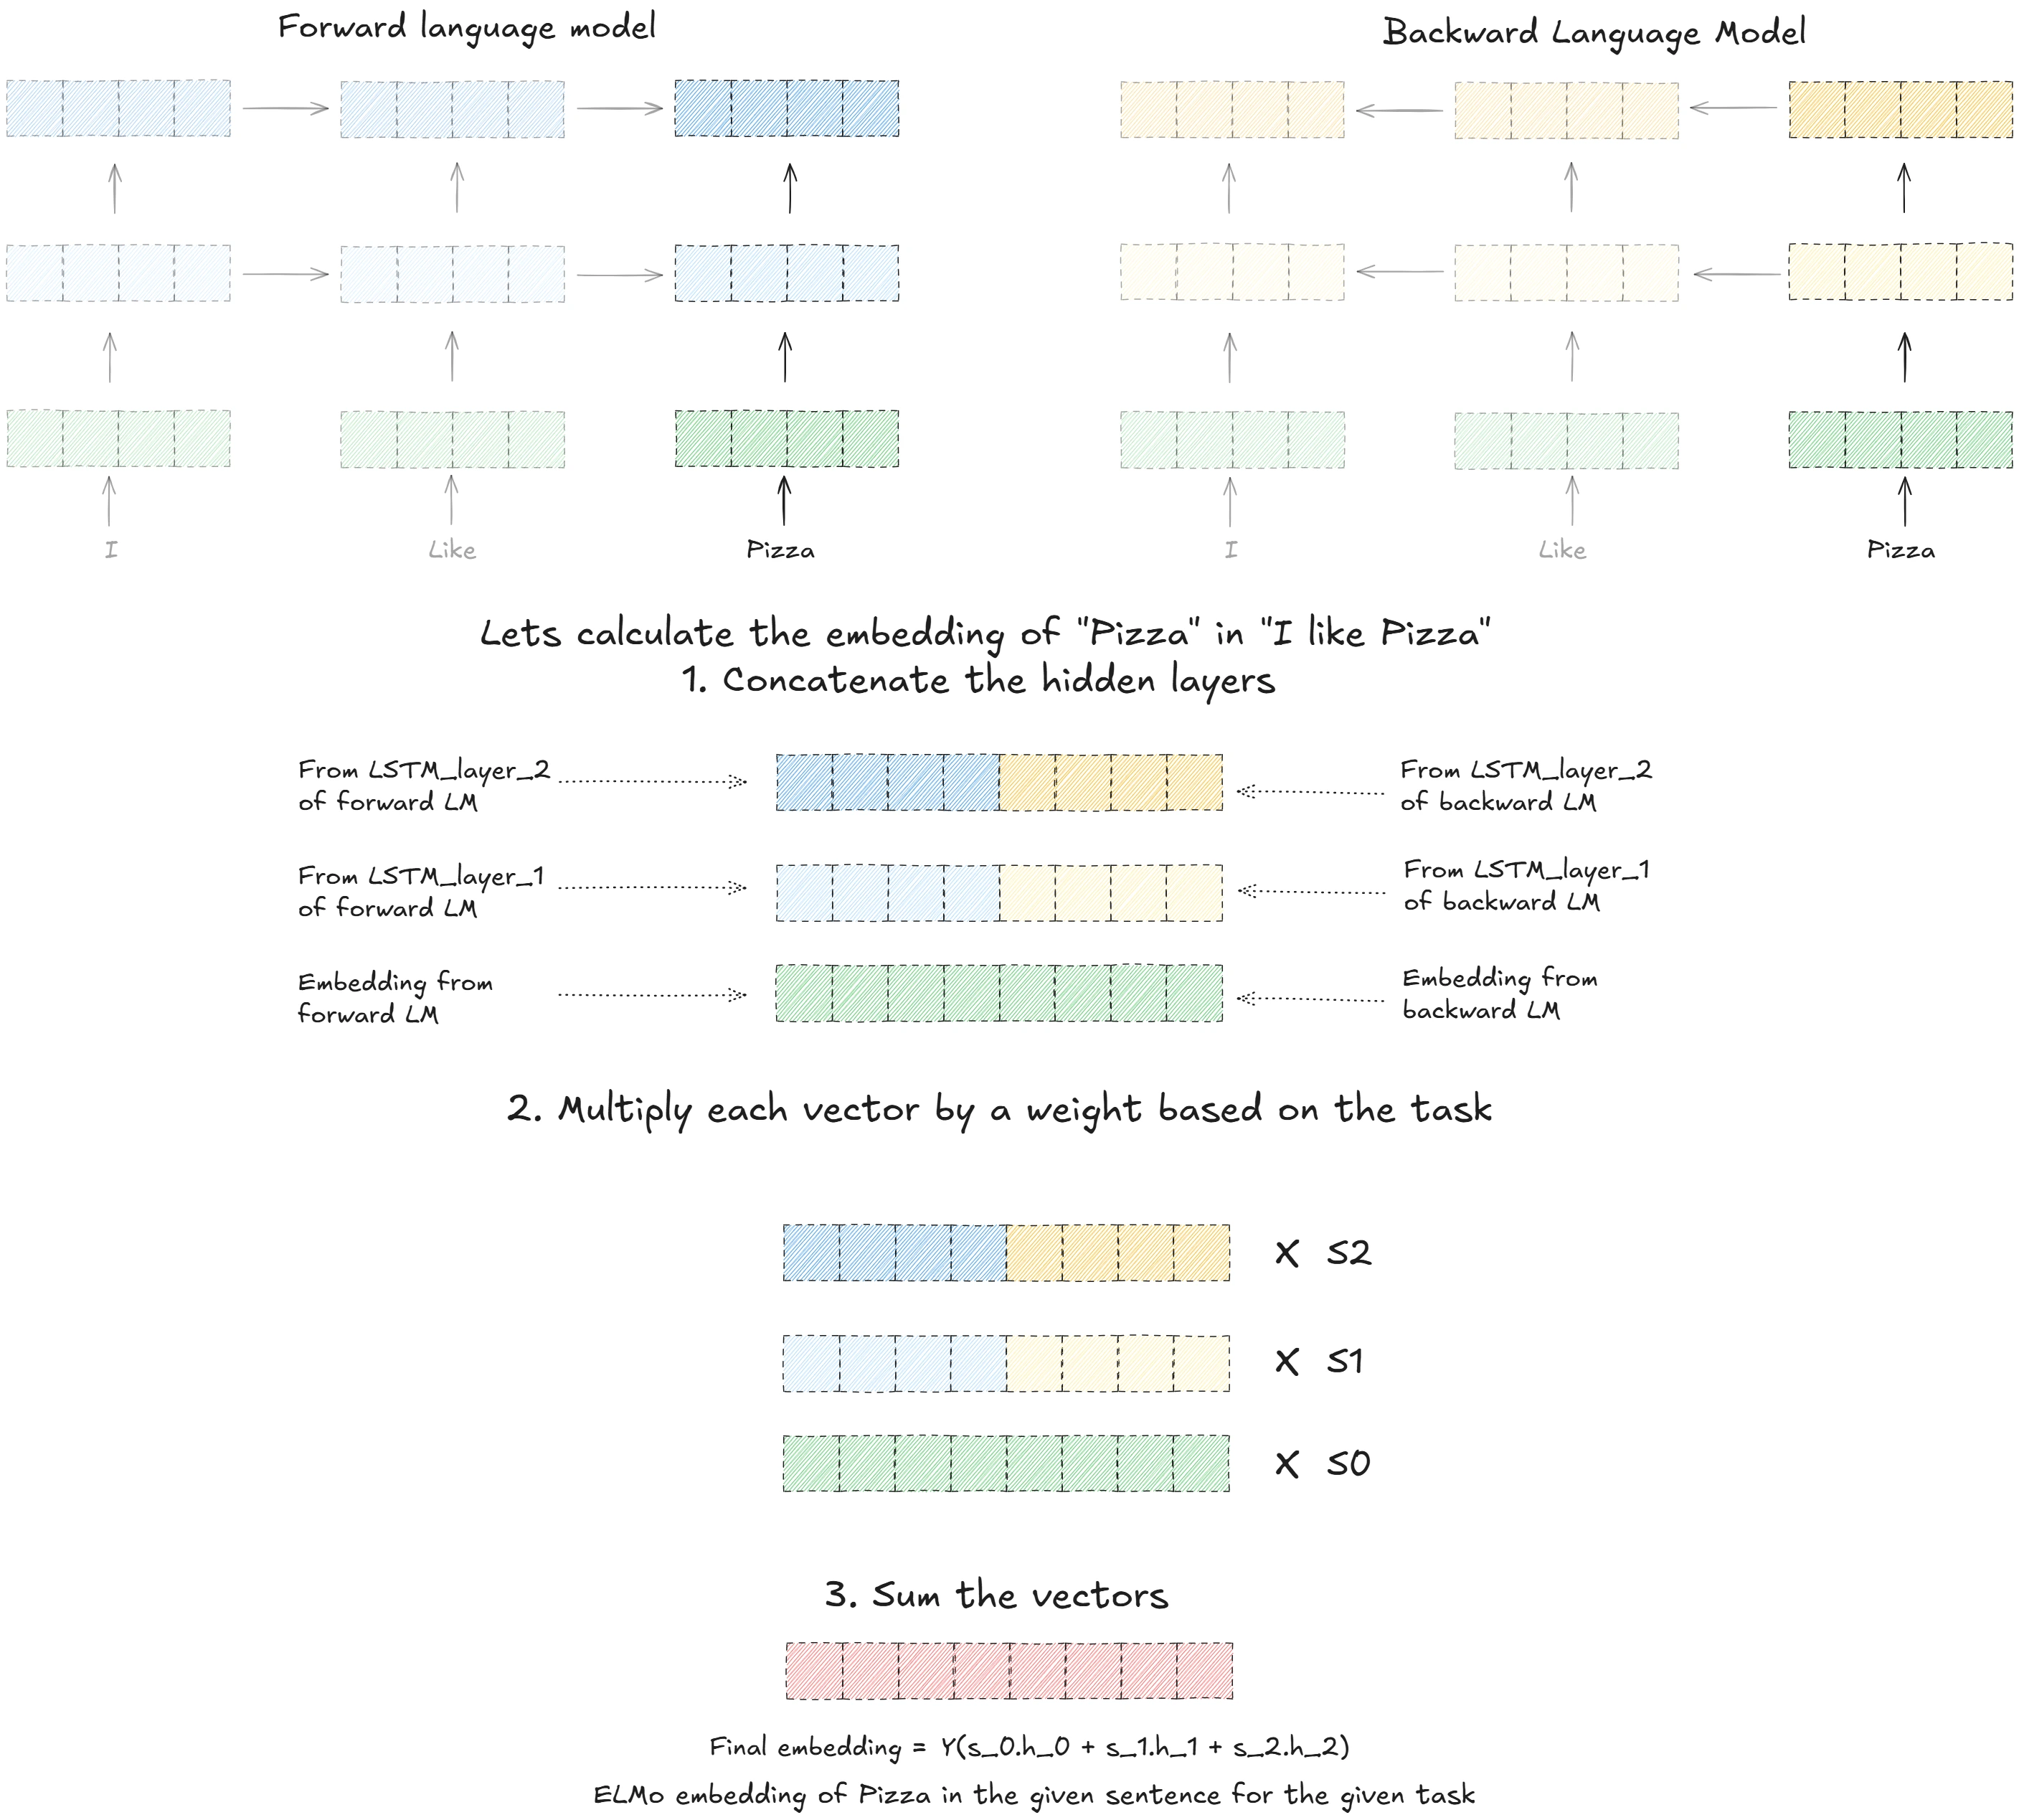 Forward language model
Backward Language Model
I
Like
Pizza
I
Like
Pizza
Lets calculate the embedding of "Pizza" in "I like Pizza"
1. Concatenate the hidden layers
From LSTM_layer_2
of forward LM
From LSTM_layer_2
of backward LM
From LSTM_layer_1
of forward LM
From LSTM_layer_1
of backward LM
Embedding from
forward LM
Embedding from
backward LM
2. Multiply each vector by a weight based on the task
X S2
X S1
X S0
3. Sum the vectors
Final embedding = Y(s_0.h_0 + s_1.h_1 + s_2.h_2)
ELMo embedding of Pizza in the given sentence for the given task